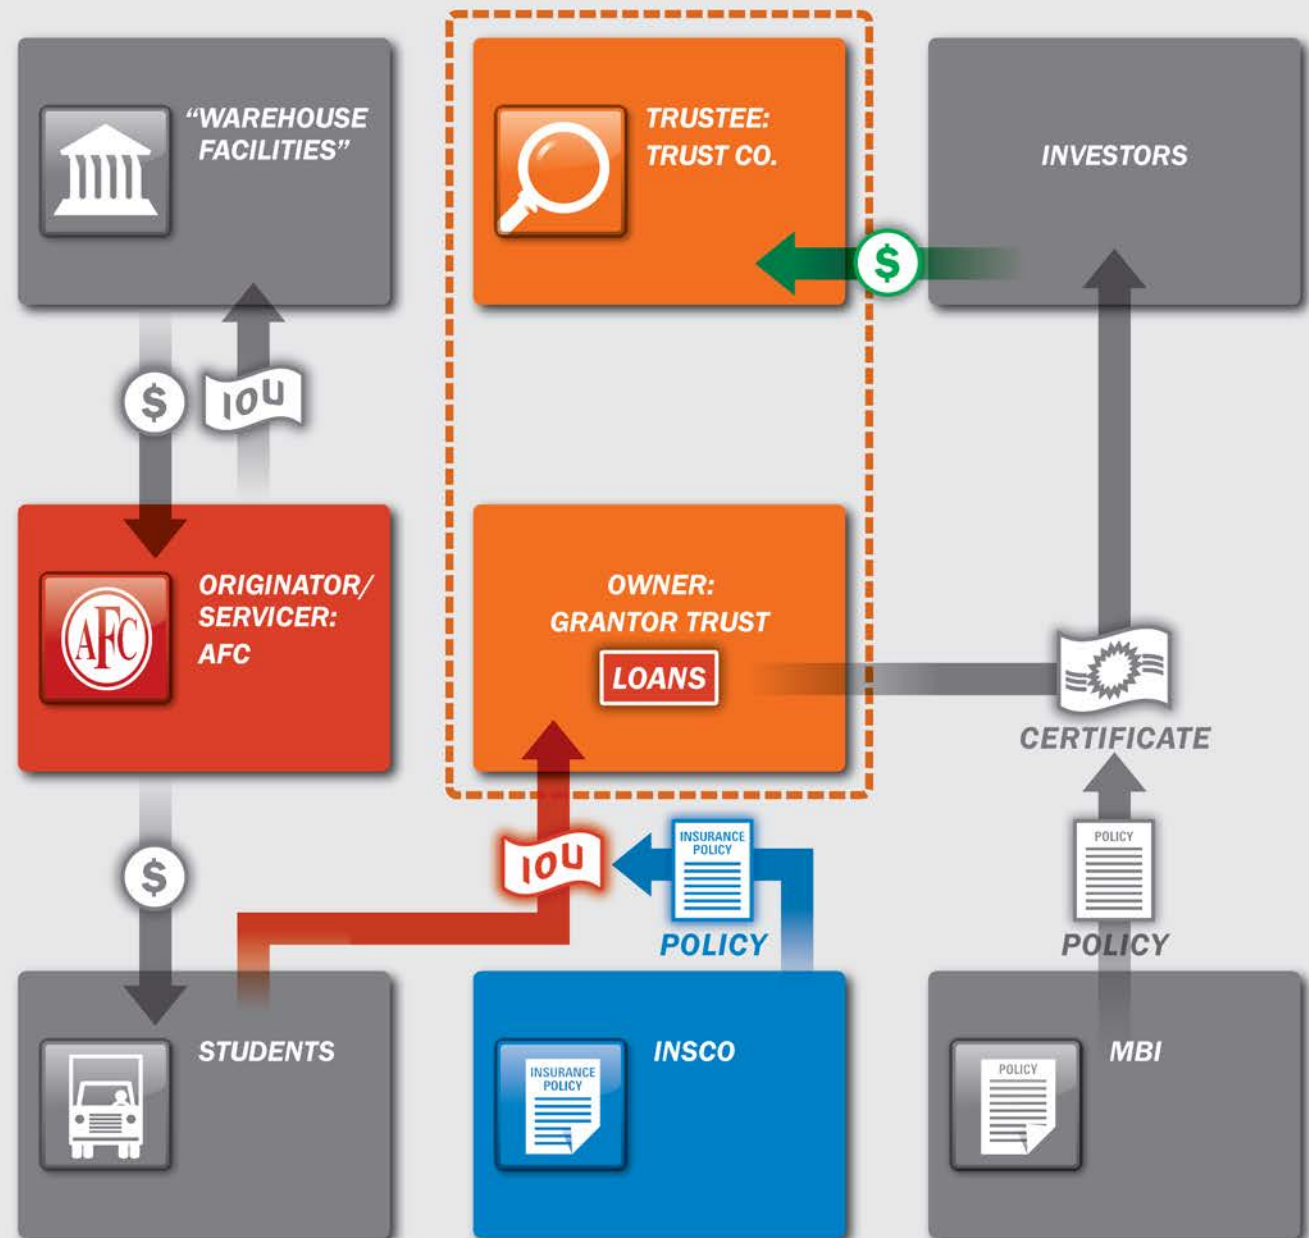 “WAREHOUSE
FACILITIES”
TRUSTEE:
TRUST CO.
INVESTORS
$
$
IOU
ORIGINATOR/
SERVICER:
AFC
AFC
OWNER:
GRANTOR TRUST
LOANS
CERTIFICATE
$
IOU
INSURANCE
POLICY
POLICY
POLICY
POLICY
STUDENTS
INSURANCE
POLICY
INSCO
POLICY
MBI